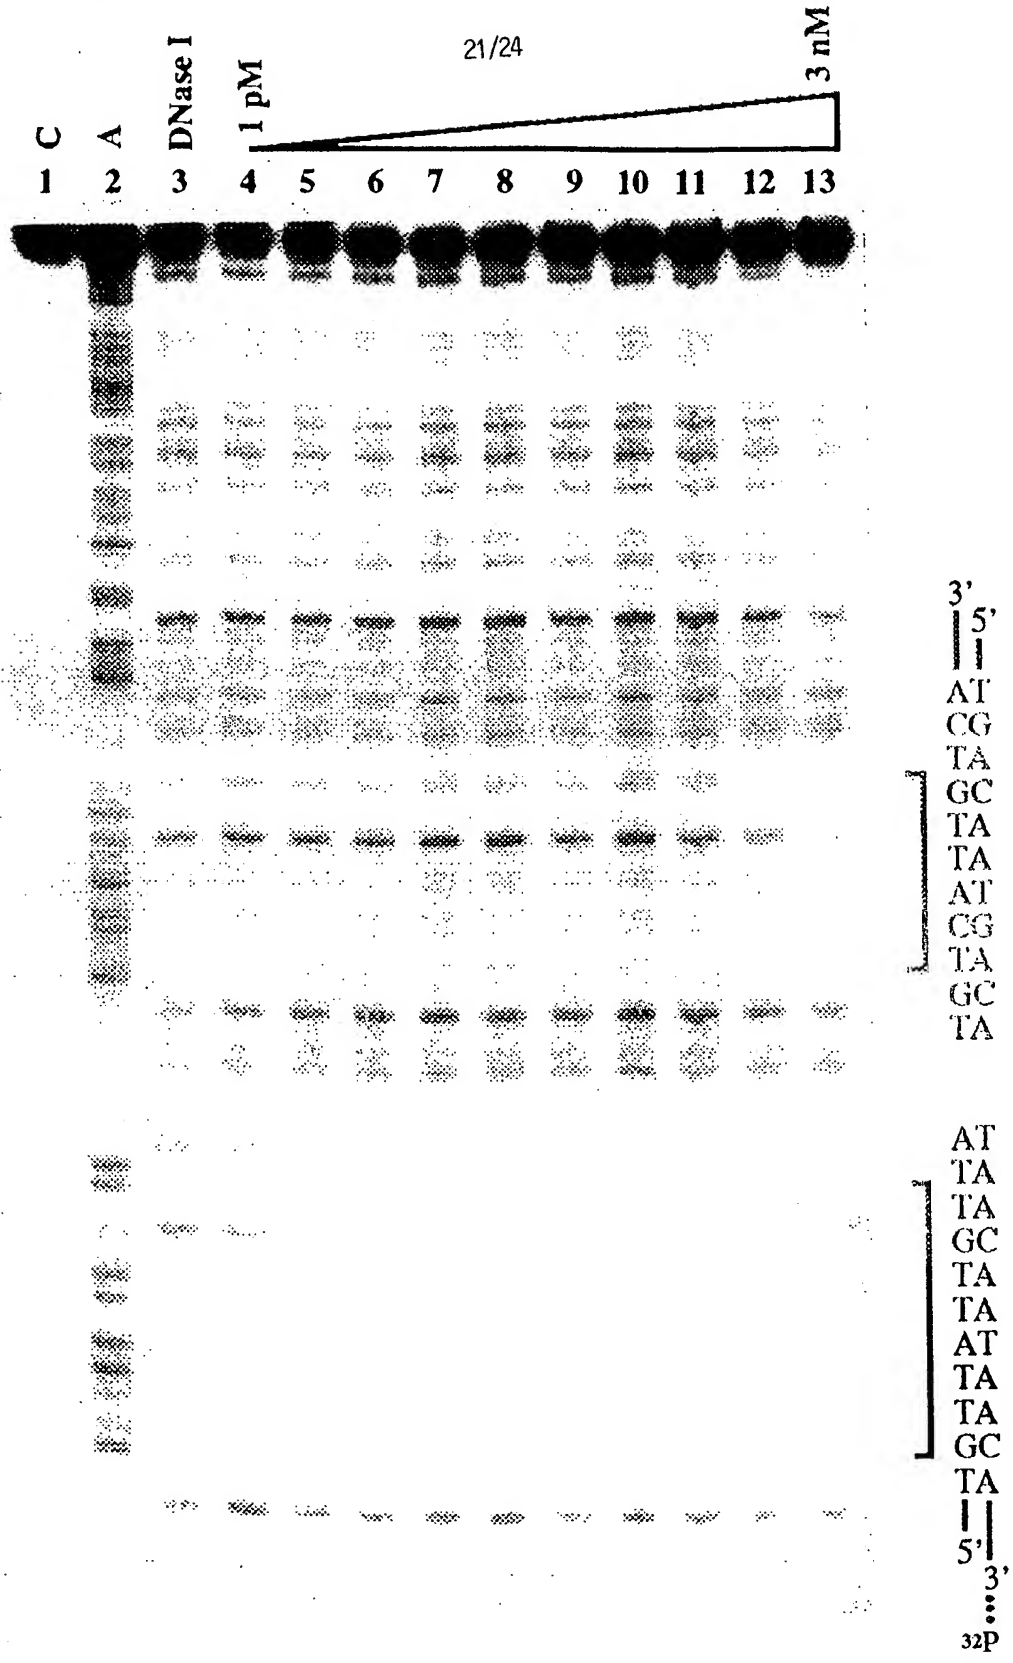 21/24
C
A
DNase I
1 pM
3 nM
1 2 3 4 5 6 7 8 9 10 11 12 13
3'
5'
AT
CG
TA
GC
TA
TA
AT
CG
TA
GC
TA
AT
TA
TA
GC
TA
TA
AT
TA
TA
GC
TA
5'
3'
32P